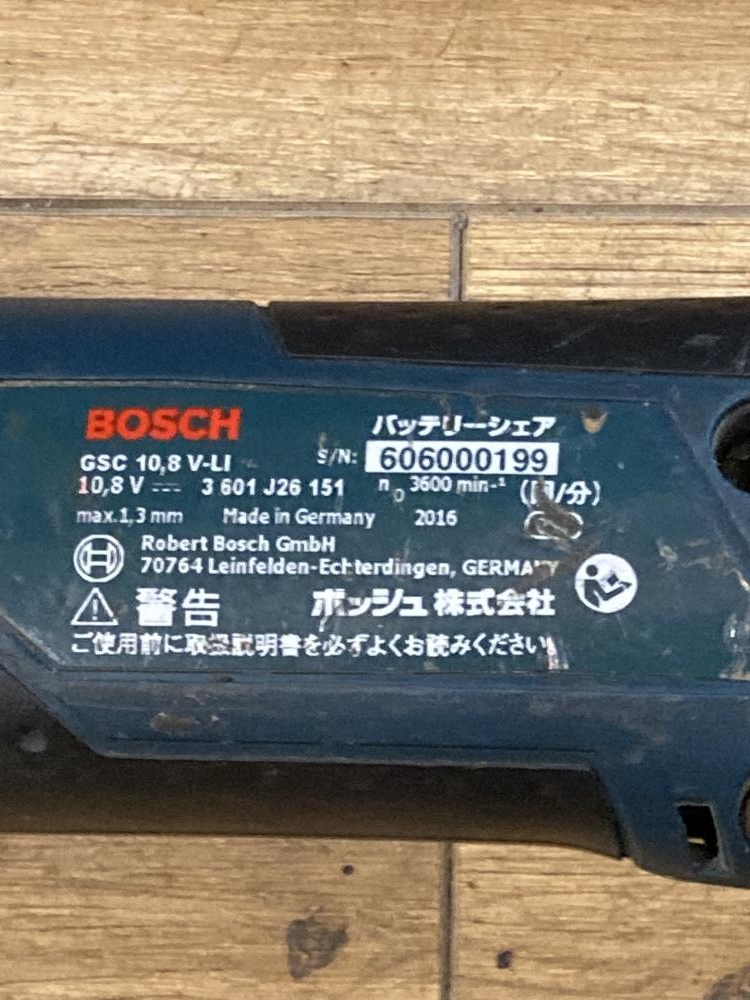 BOSCH
バッテリーシェア
GSC 10,8 V-LI
S/N: 606000199
10,8 V 3 601 J26 151 n0 3600 min-¹ (回/分)
max.1,3 mm Made in Germany 2016
Robert Bosch GmbH
70764 Leinfelden-Echterdingen, GERMANY
警告 ボッシュ株式会社
ご使用前に取扱説明書を必ずよくお読みください。